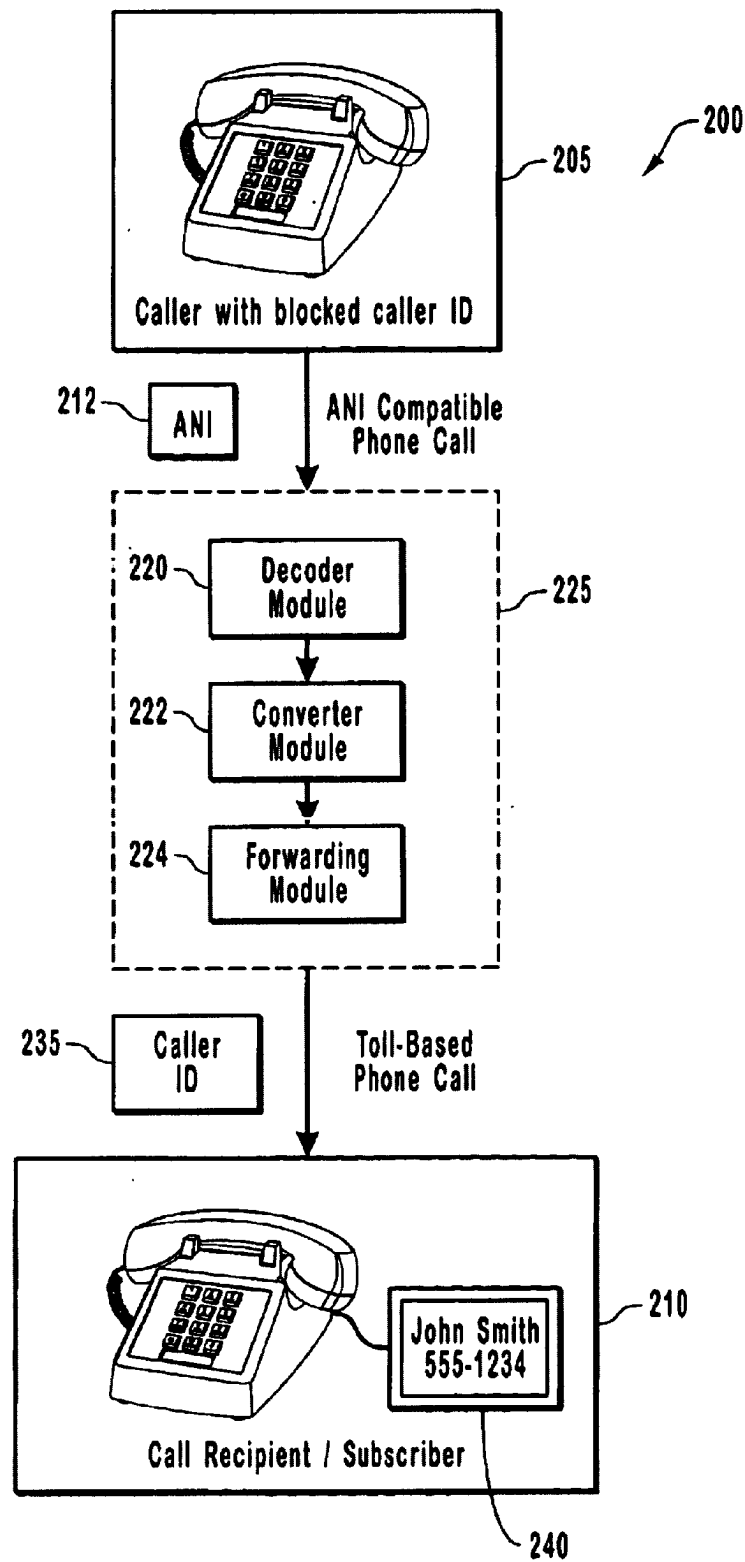 200
205
Caller with blocked caller ID
212
ANI
ANI Compatible
Phone Call
220
Decoder
Module
225
222
Converter
Module
224
Forwarding
Module
235
Caller
ID
Toll-Based
Phone Call
210
John Smith
555-1234
Call Recipient / Subscriber
240